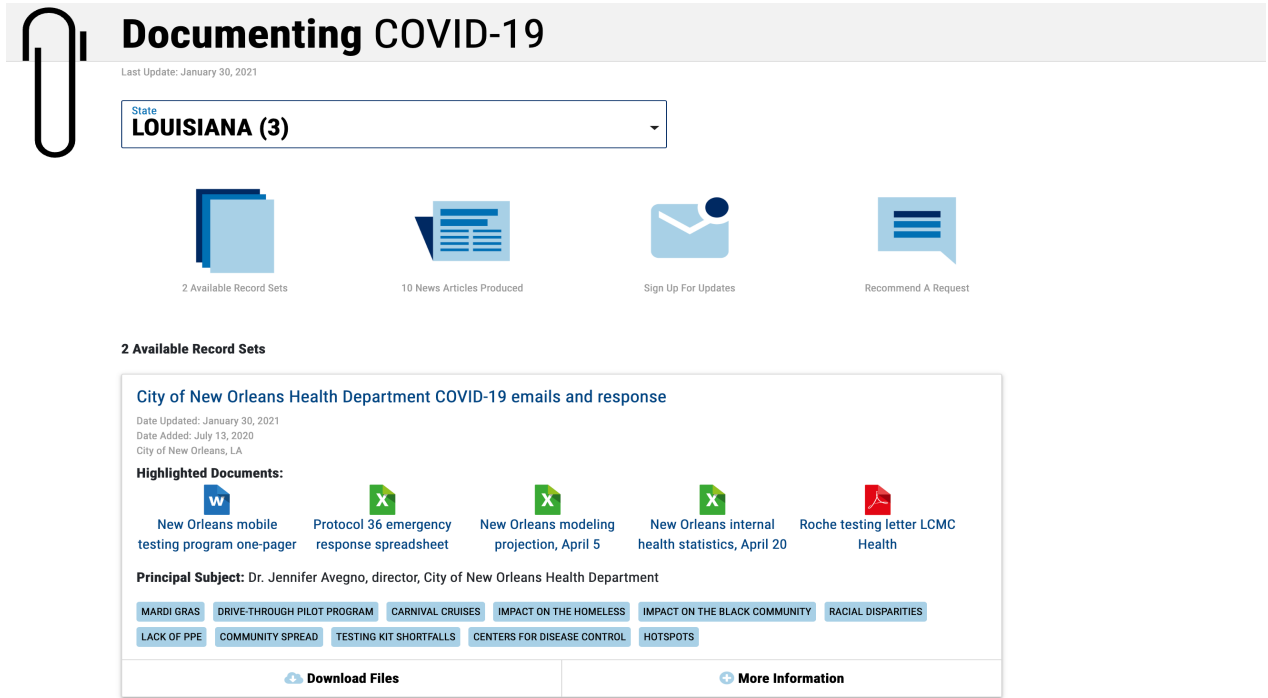 Documenting COVID-19
Last Update: January 30, 2021
State
LOUISIANA (3)
2 Available Record Sets
10 News Articles Produced
Sign Up For Updates
Recommend A Request
2 Available Record Sets
City of New Orleans Health Department COVID-19 emails and response
Date Updated: January 30, 2021
Date Added: July 13, 2020
City of New Orleans, LA
Highlighted Documents:
W X X X
New Orleans mobile testing program one-pager
Protocol 36 emergency response spreadsheet
New Orleans modeling projection, April 5
New Orleans internal health statistics, April 20
Roche testing letter LCMC Health
Principal Subject: Dr. Jennifer Avegno, director, City of New Orleans Health Department
MARDI GRAS DRIVE-THROUGH PILOT PROGRAM CARNIVAL CRUISES IMPACT ON THE HOMELESS IMPACT ON THE BLACK COMMUNITY RACIAL DISPARITIES
LACK OF PPE COMMUNITY SPREAD TESTING KIT SHORTFALLS CENTERS FOR DISEASE CONTROL HOTSPOTS
Download Files
More Information